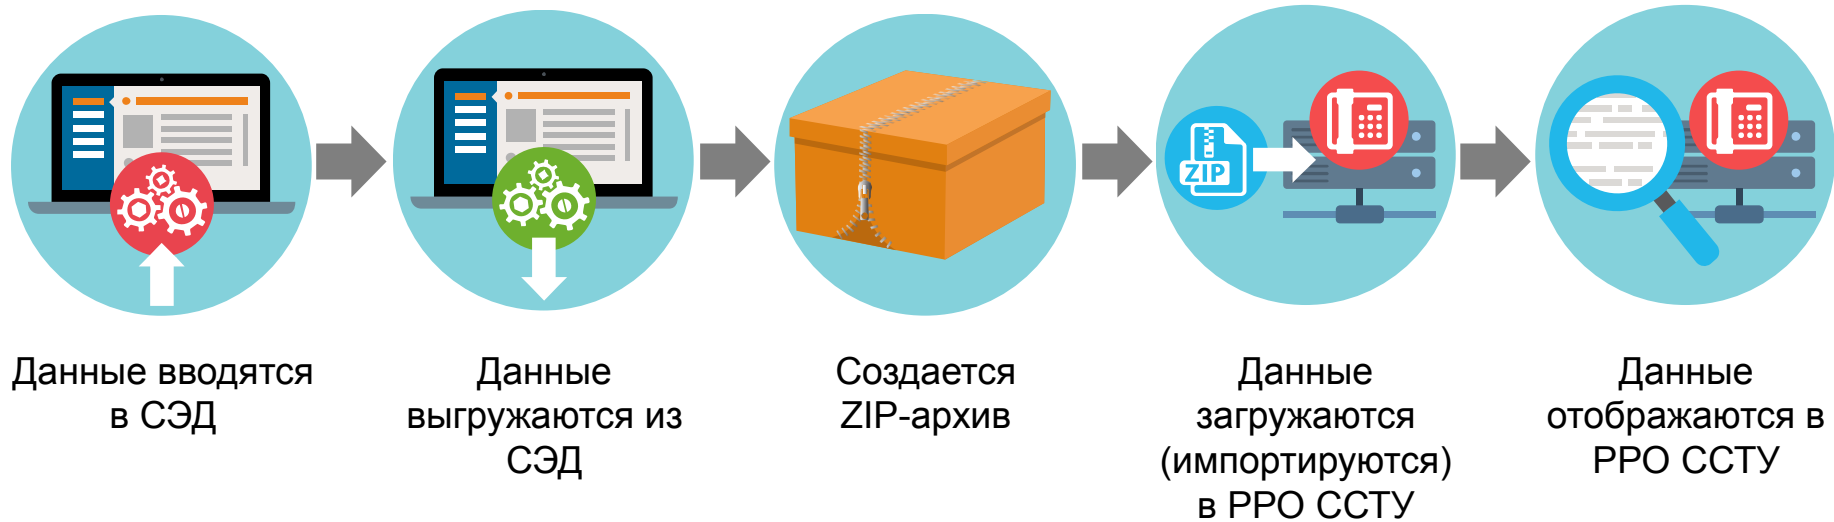 ZIP
Данные вводятся
в СЭД
Данные
выгружаются из
СЭД
Создается
ZIP-архив
Данные
загружаются
(импортируются)
в РРО ССТУ
Данные
отображаются в
РРО ССТУ